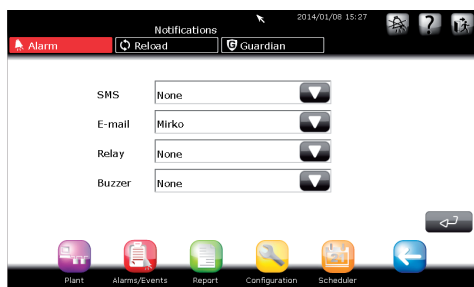 2014/01/08 15:27
Notifications
?
Alarm
Reload
G Guardian
SMS None
E-mail Mirko
Relay None
Buzzer None
Plant Alarms/Events Report Configuration Scheduler